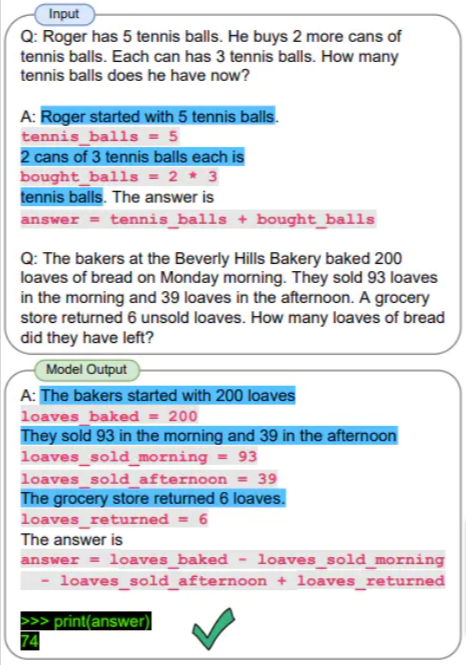 Input
Q: Roger has 5 tennis balls. He buys 2 more cans of
tennis balls. Each can has 3 tennis balls. How many
tennis balls does he have now?
A: Roger started with 5 tennis balls.
tennis_balls = 5
2 cans of 3 tennis balls each is
bought_balls = 2 * 3
tennis balls. The answer is
answer = tennis_balls + bought_balls
Q: The bakers at the Beverly Hills Bakery baked 200
loaves of bread on Monday morning. They sold 93 loaves
in the morning and 39 loaves in the afternoon. A grocery
store returned 6 unsold loaves. How many loaves of bread
did they have left?
Model Output
A: The bakers started with 200 loaves
loaves_baked = 200
They sold 93 in the morning and 39 in the afternoon
loaves_sold_morning = 93
loaves_sold_afternoon = 39
The grocery store returned 6 loaves.
loaves_returned = 6
The answer is
answer = loaves_baked - loaves_sold_morning
- loaves_sold_afternoon + loaves_returned
>>> print(answer)
74